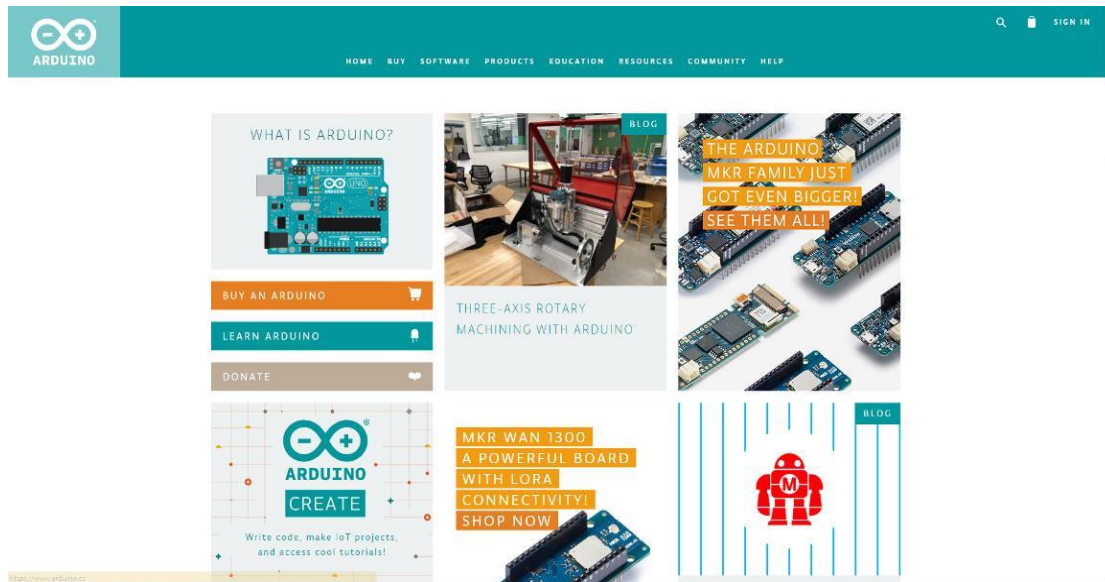 ARDUINO
SIGN IN
HOME BUY SOFTWARE PRODUCTS EDUCATION RESOURCES COMMUNITY HELP
WHAT IS ARDUINO?
UNO
BUY AN ARDUINO
LEARN ARDUINO
DONATE
BLOG
THREE-AXIS ROTARY
MACHINING WITH ARDUINO
THE ARDUINO
MKR FAMILY JUST
GOT EVEN BIGGER!
SEE THEM ALL!
ARDUINO
CREATE
Write code, make IoT projects,
and access cool tutorials!
MKR WAN 1300
A POWERFUL BOARD
WITH LORA
CONNECTIVITY!
SHOP NOW
BLOG
M
https://www.arduino.cc